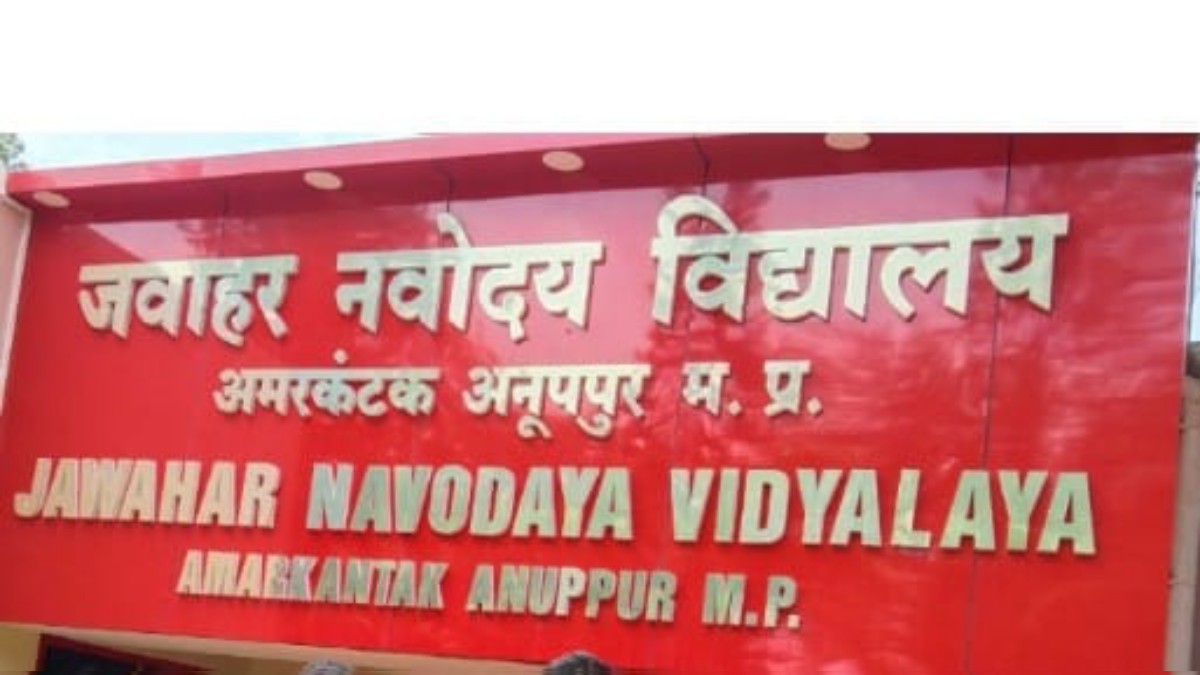 जवाहर नवोदय विद्यालय
अमरकंटक अनूपपुर म. प्र.
JAWAHAR NAVODAYA VIDYALAYA
AMARKANTAK ANUPPUR M.P.